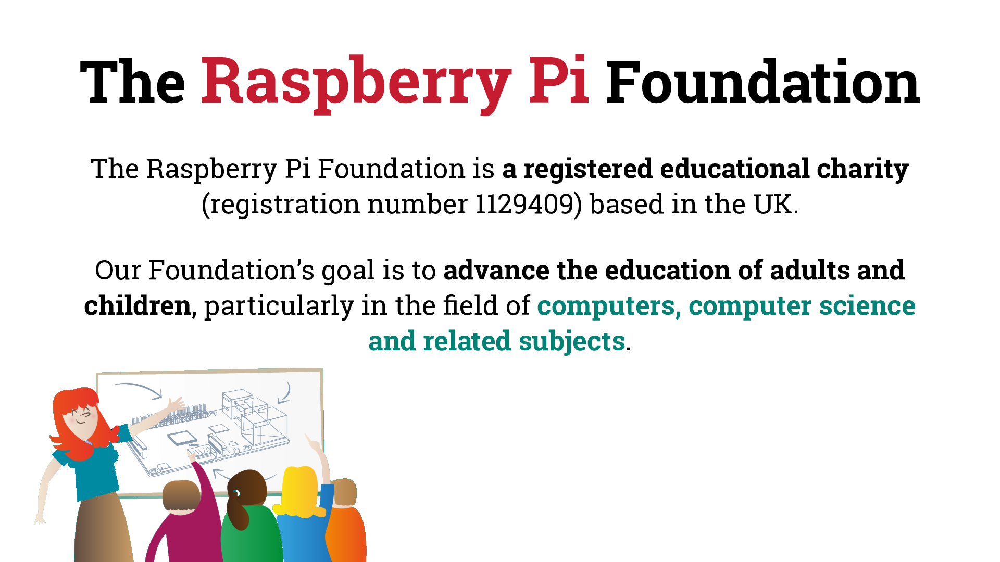 The Raspberry Pi Foundation
The Raspberry Pi Foundation is a registered educational charity
(registration number 1129409) based in the UK.
Our Foundation’s goal is to advance the education of adults and
children, particularly in the field of computers, computer science
and related subjects.